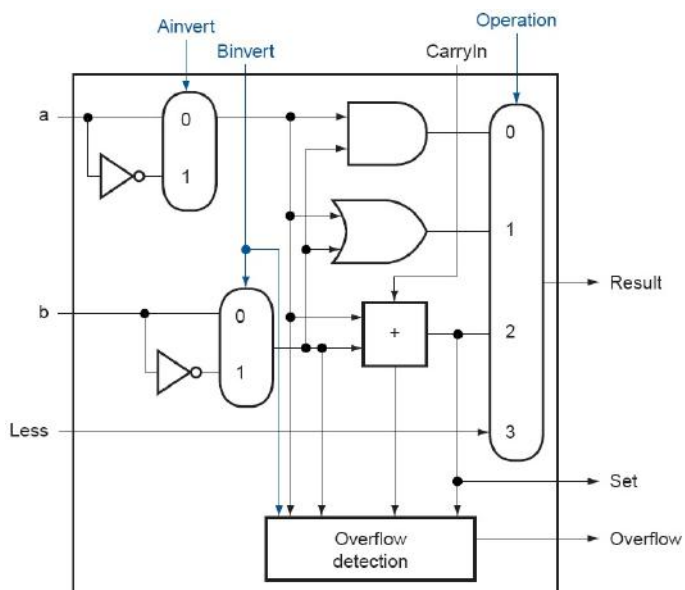 Ainvert
Operation
Binvert
CarryIn
a
0
0
1
1
Result
b
0
+
2
1
Less
3
Set
Overflow
detection
Overflow